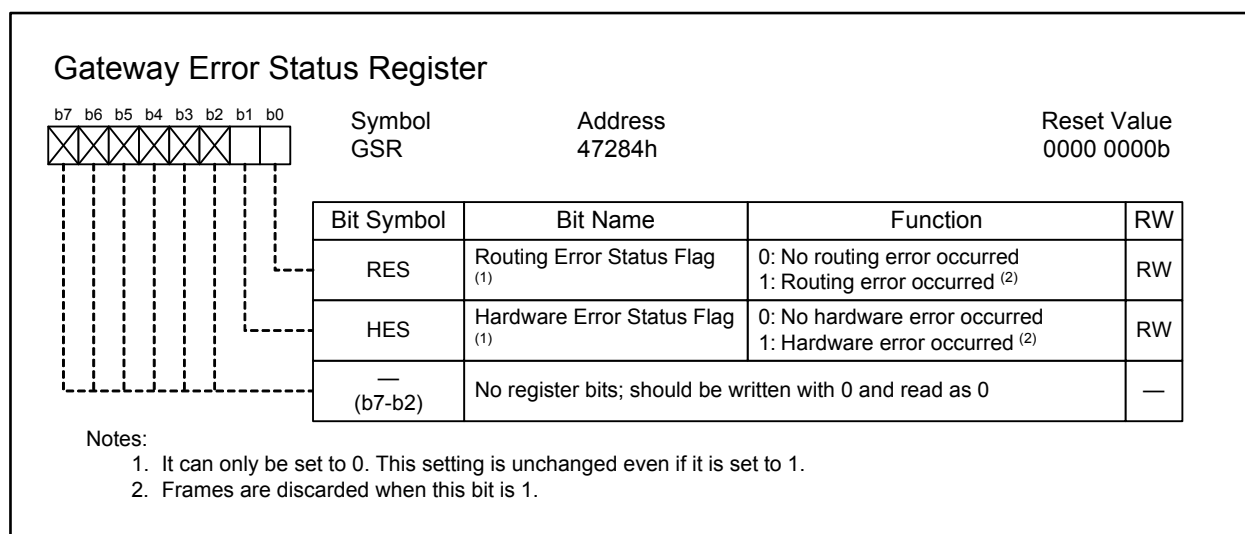 Gateway Error Status Register
b7 b6 b5 b4 b3 b2 b1 b0
Symbol Address Reset Value
GSR 47284h 0000 0000b
Bit Symbol Bit Name Function RW
RES Routing Error Status Flag (1) 0: No routing error occurred RW
1: Routing error occurred (2)
HES Hardware Error Status Flag (1) 0: No hardware error occurred RW
1: Hardware error occurred (2)
— (b7-b2) No register bits; should be written with 0 and read as 0 —
Notes:
1. It can only be set to 0. This setting is unchanged even if it is set to 1.
2. Frames are discarded when this bit is 1.